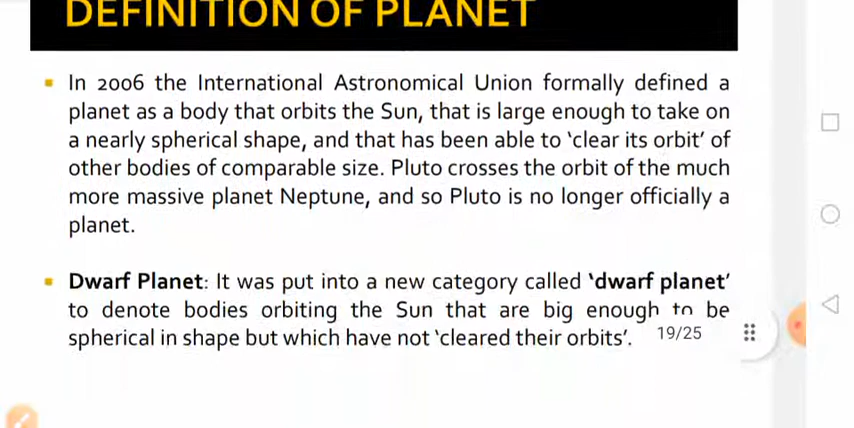 DEFINITION OF PLANET
▪ In 2006 the International Astronomical Union formally defined a
planet as a body that orbits the Sun, that is large enough to take on
a nearly spherical shape, and that has been able to ‘clear its orbit’ of
other bodies of comparable size. Pluto crosses the orbit of the much
more massive planet Neptune, and so Pluto is no longer officially a
planet.
▪ Dwarf Planet: It was put into a new category called ‘dwarf planet’
to denote bodies orbiting the Sun that are big enough to be
spherical in shape but which have not ‘cleared their orbits’.
19/25